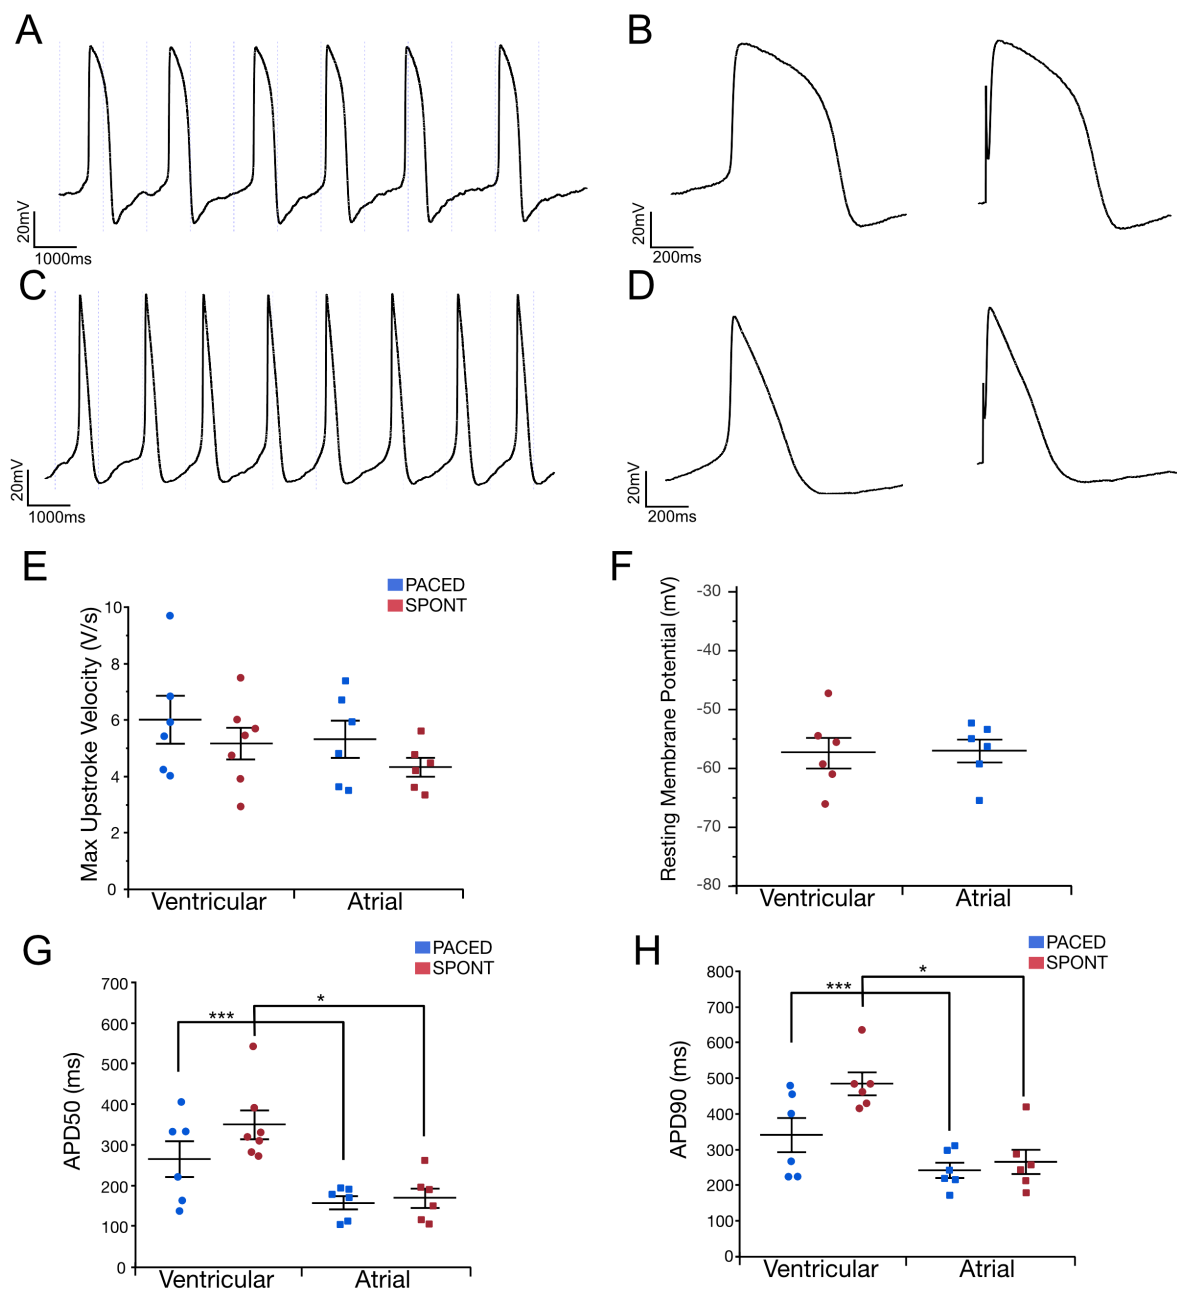 A
B
20mV
1000ms
20mV
200ms
C
D
20mV
1000ms
20mV
200ms
E
F
PACED
SPONT
Max Upstroke Velocity (V/s)
10
8
6
4
2
0
Ventricular
Atrial
Resting Membrane Potential (mV)
-30
-40
-50
-60
-70
-80
Ventricular
Atrial
G
H
PACED
SPONT
APD50 (ms)
700
600
500
400
300
200
100
0
***
*
Ventricular
Atrial
PACED
SPONT
APD90 (ms)
800
700
600
500
400
300
200
100
0
***
*
Ventricular
Atrial